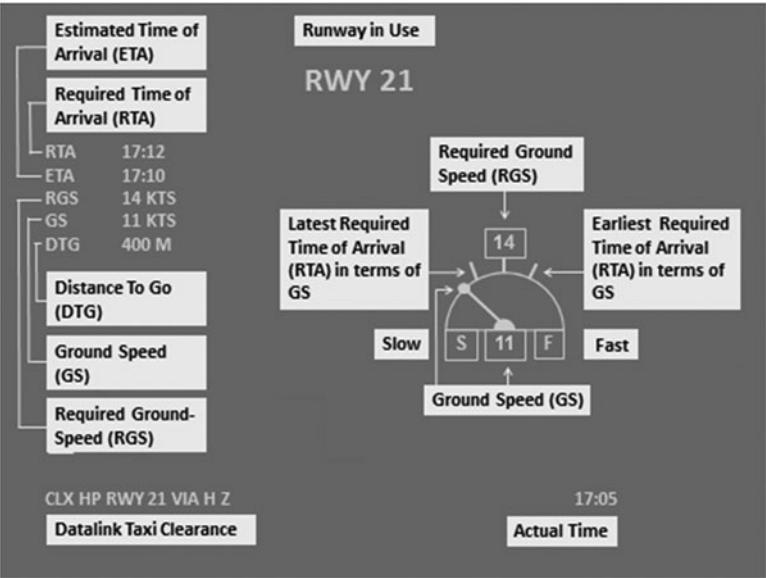 Estimated Time of
Arrival (ETA)
Required Time of
Arrival (RTA)
RTA 17:12
ETA 17:10
RGS 14 KTS
GS 11 KTS
DTG 400 M
Distance To Go
(DTG)
Ground Speed
(GS)
Required Ground-
Speed (RGS)
Runway in Use
RWY 21
Required Ground
Speed (RGS)
Latest Required
Time of Arrival
(RTA) in terms of
GS
14
Earliest Required
Time of Arrival
(RTA) in terms of
GS
Slow
S 11 F
Fast
Ground Speed (GS)
CLX HP RWY 21 VIA H Z
Datalink Taxi Clearance
17:05
Actual Time